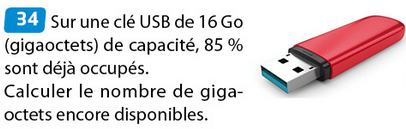 34 Sur une clé USB de 16 Go
(gigaoctets) de capacité, 85 %
sont déjà occupés.
Calculer le nombre de giga-
octets encore disponibles.